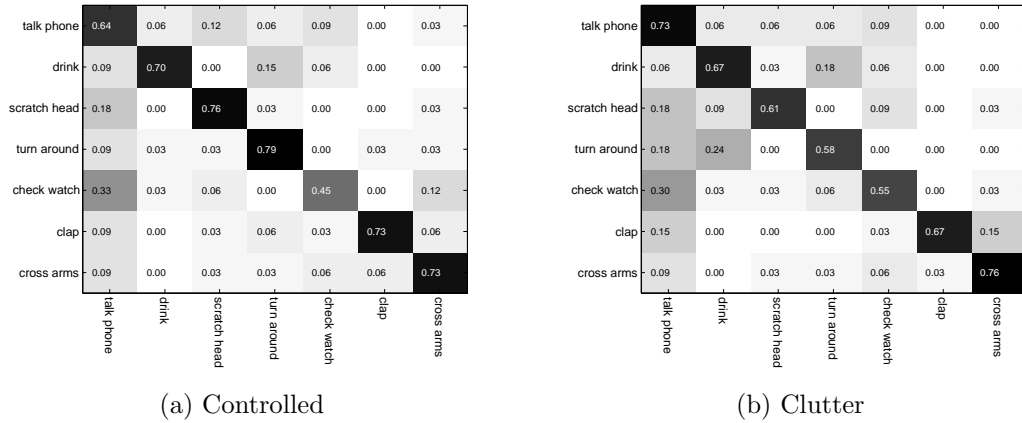 talk phone 0.64 0.06 0.12 0.06 0.09 0.00 0.03
drink 0.09 0.70 0.00 0.15 0.06 0.00 0.00
scratch head 0.18 0.00 0.76 0.03 0.00 0.00 0.03
turn around 0.09 0.03 0.03 0.79 0.00 0.03 0.03
check watch 0.33 0.03 0.06 0.00 0.45 0.00 0.12
clap 0.09 0.00 0.03 0.06 0.03 0.73 0.06
cross arms 0.09 0.00 0.03 0.03 0.06 0.06 0.73
talk phone
drink
scratch head
turn around
check watch
clap
cross arms
(a) Controlled
talk phone 0.73 0.06 0.06 0.06 0.09 0.00 0.00
drink 0.06 0.67 0.03 0.18 0.06 0.00 0.00
scratch head 0.18 0.09 0.61 0.00 0.09 0.00 0.03
turn around 0.18 0.24 0.00 0.58 0.00 0.00 0.00
check watch 0.30 0.03 0.03 0.06 0.55 0.00 0.03
clap 0.15 0.00 0.00 0.00 0.03 0.67 0.15
cross arms 0.09 0.00 0.03 0.03 0.06 0.03 0.76
talk phone
drink
scratch head
turn around
check watch
clap
cross arms
(b) Clutter